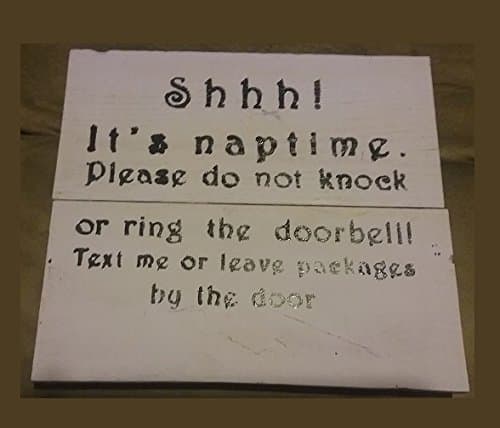 Shhh!
It's naptime.
Please do not knock
or ring the doorbell!
Text me or leave packages
by the door